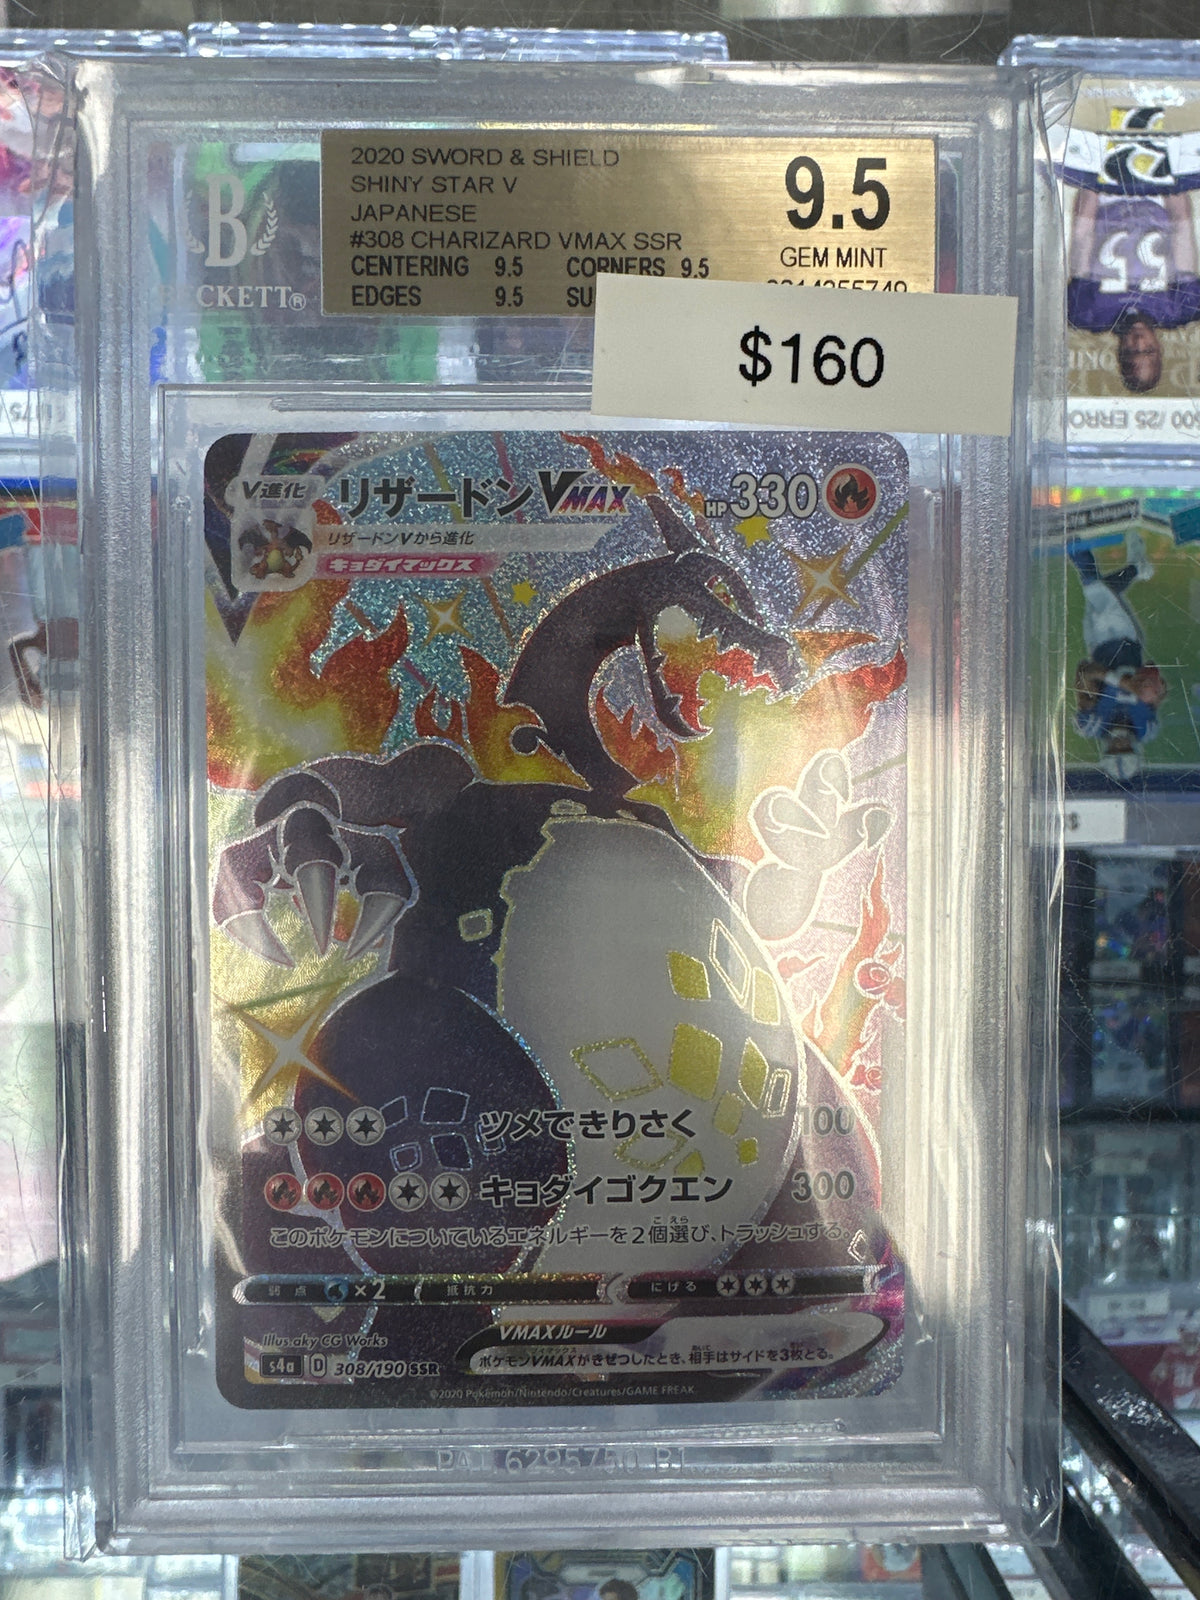 2020 SWORD & SHIELD
SHINY STAR V
JAPANESE
#308 CHARIZARD VMAX SSR
CENTERING 9.5 CORNERS 9.5
EDGES 9.5 SU
9.5
GEM MINT
B
BECKETT®
$160
V進化
リザードンVMAX
HP330
リザードンVから進化
キョダイマックス
ツメできりさく 100
キョダイゴクエン 300
このポケモンについているエネルギーを2個選び、トラッシュする。
弱点 ×2 抵抗力 にげる
VMAXルール
ポケモンVMAXがきぜつしたとき、相手はサイドを3枚とる。
Illus. aky CG Works
s4a D 308/190 SSR
©2020 Pokémon/Nintendo/Creatures/GAME FREAK